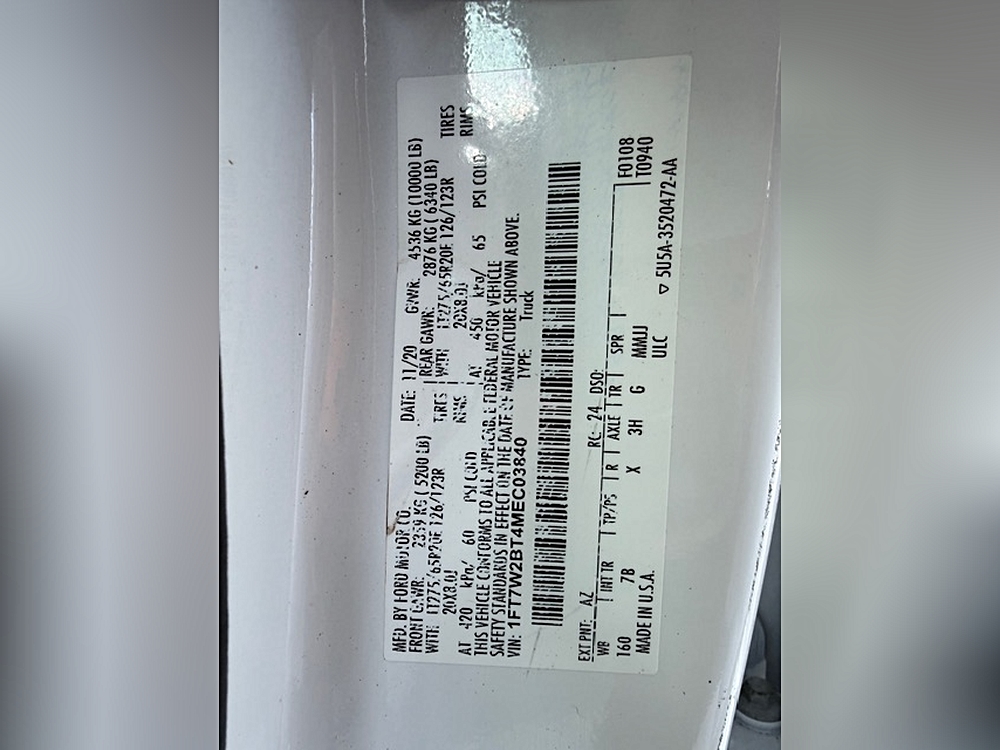 MFD. BY FORD MOTOR CO. DATE: 11/20 GVWR: 4536 KG (10000 LB)
FRONT GAWR: 2359 KG ( 5200 LB) REAR GAWR: 2876 KG ( 6340 LB)
WITH LT275/65R20E 126/123R TIRES WITH LT275/65R20E 126/123R TIRES
20X8.0J RIMS 20X8.0J RIMS
AT 420 kPa/ 60 PSI COLD AT 450 kPa/ 65 PSI COLD
THIS VEHICLE CONFORMS TO ALL APPLICABLE FEDERAL MOTOR VEHICLE
SAFETY STANDARDS IN EFFECT ON THE DATE OF MANUFACTURE SHOWN ABOVE.
VIN: 1FT7W2BT4MEC03840 TYPE: Truck
EXT PNT: AZ RC: 24 DSO:
WB INT TR TP/PS R AXLE TR SPR F0108
160 7B X 3H G MMJJ T0940
MADE IN U.S.A. ULC
▽ 5U5A-3520472-AA